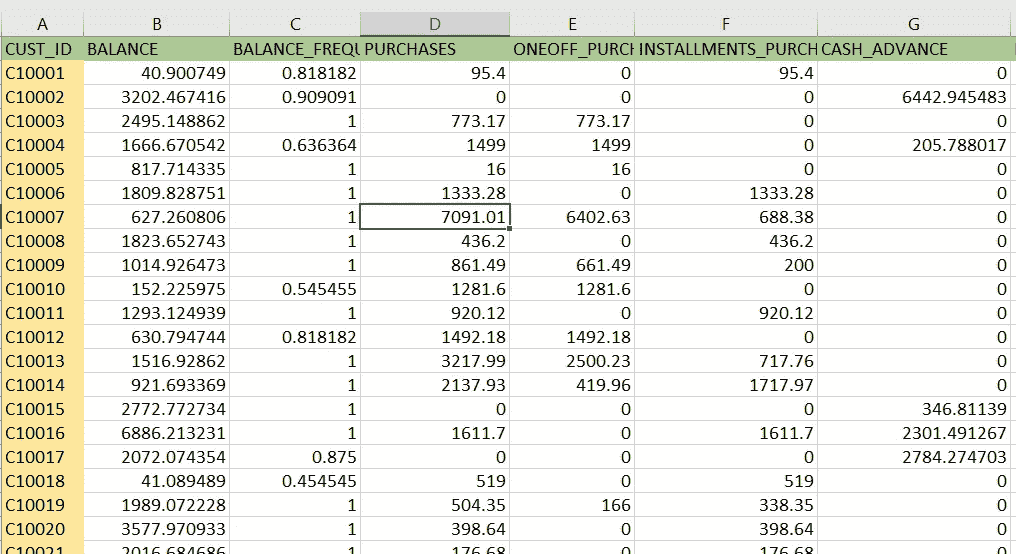 A B C D E F G
CUST_ID BALANCE BALANCE_FREQU PURCHASES ONEOFF_PURCH INSTALLMENTS_PURCH CASH_ADVANCE
C10001 40.900749 0.818182 95.4 0 95.4 0
C10002 3202.467416 0.909091 0 0 0 6442.945483
C10003 2495.148862 1 773.17 773.17 0 0
C10004 1666.670542 0.636364 1499 1499 0 205.788017
C10005 817.714335 1 16 16 0 0
C10006 1809.828751 1 1333.28 0 1333.28 0
C10007 627.260806 1 7091.01 6402.63 688.38 0
C10008 1823.652743 1 436.2 0 436.2 0
C10009 1014.926473 1 861.49 661.49 200 0
C10010 152.225975 0.545455 1281.6 1281.6 0 0
C10011 1293.124939 1 920.12 0 920.12 0
C10012 630.794744 0.818182 1492.18 1492.18 0 0
C10013 1516.92862 1 3217.99 2500.23 717.76 0
C10014 921.693369 1 2137.93 419.96 1717.97 0
C10015 2772.772734 1 0 0 0 346.81139
C10016 6886.213231 1 1611.7 0 1611.7 2301.491267
C10017 2072.074354 0.875 0 0 0 2784.274703
C10018 41.089489 0.454545 519 0 519 0
C10019 1989.072228 1 504.35 166 338.35 0
C10020 3577.970933 1 398.64 0 398.64 0
C10021 2016.684686 1 176.68 0 176.68 0